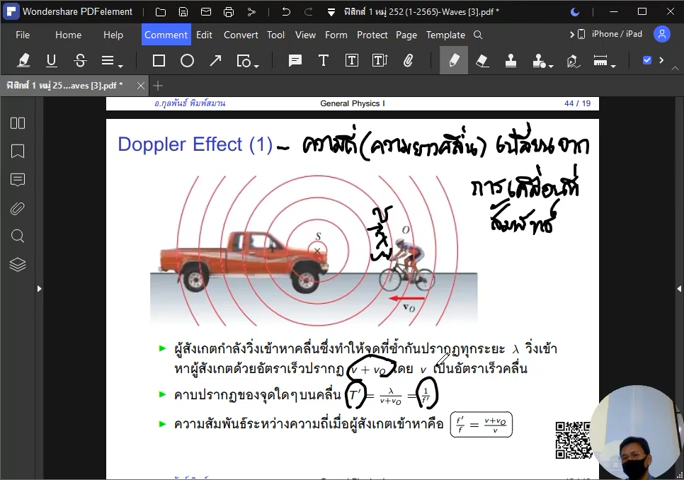 Wondershare PDFelement
ฟิสิกส์ 1 หมู่ 252 (1-2565)-Waves [3].pdf *
File Home Edit Comment Convert Tool View Form Protect Page Template iPhone / iPad
ฟิสิกส์ 1 หมู่ 25...aves [3].pdf * × +
อ.กุลพันธ์ พิมพ์สมาน General Physics I 44 / 19
Doppler Effect (1) ~ ความถี่ (ความยาวคลื่น) เปลี่ยนจาก
การเคลื่อนที่
สัมพัทธ์
S
O
v_O
ผู้สังเกตกำลังวิ่งเข้าหาคลื่นซึ่งทำให้จุดที่ซ้ำกันปรากฏทุกระยะ λ วิ่งเข้า
หาผู้สังเกตด้วยอัตราเร็วปรากฏ v + v_O โดย v เป็นอัตราเร็วคลื่น
คาบปรากฏของจุดใดๆบนคลื่น T' = λ/(v+v_O) = 1/f'
ความสัมพันธ์ระหว่างความถี่เมื่อผู้สังเกตเข้าหาคือ f'/f = (v+v_O)/v